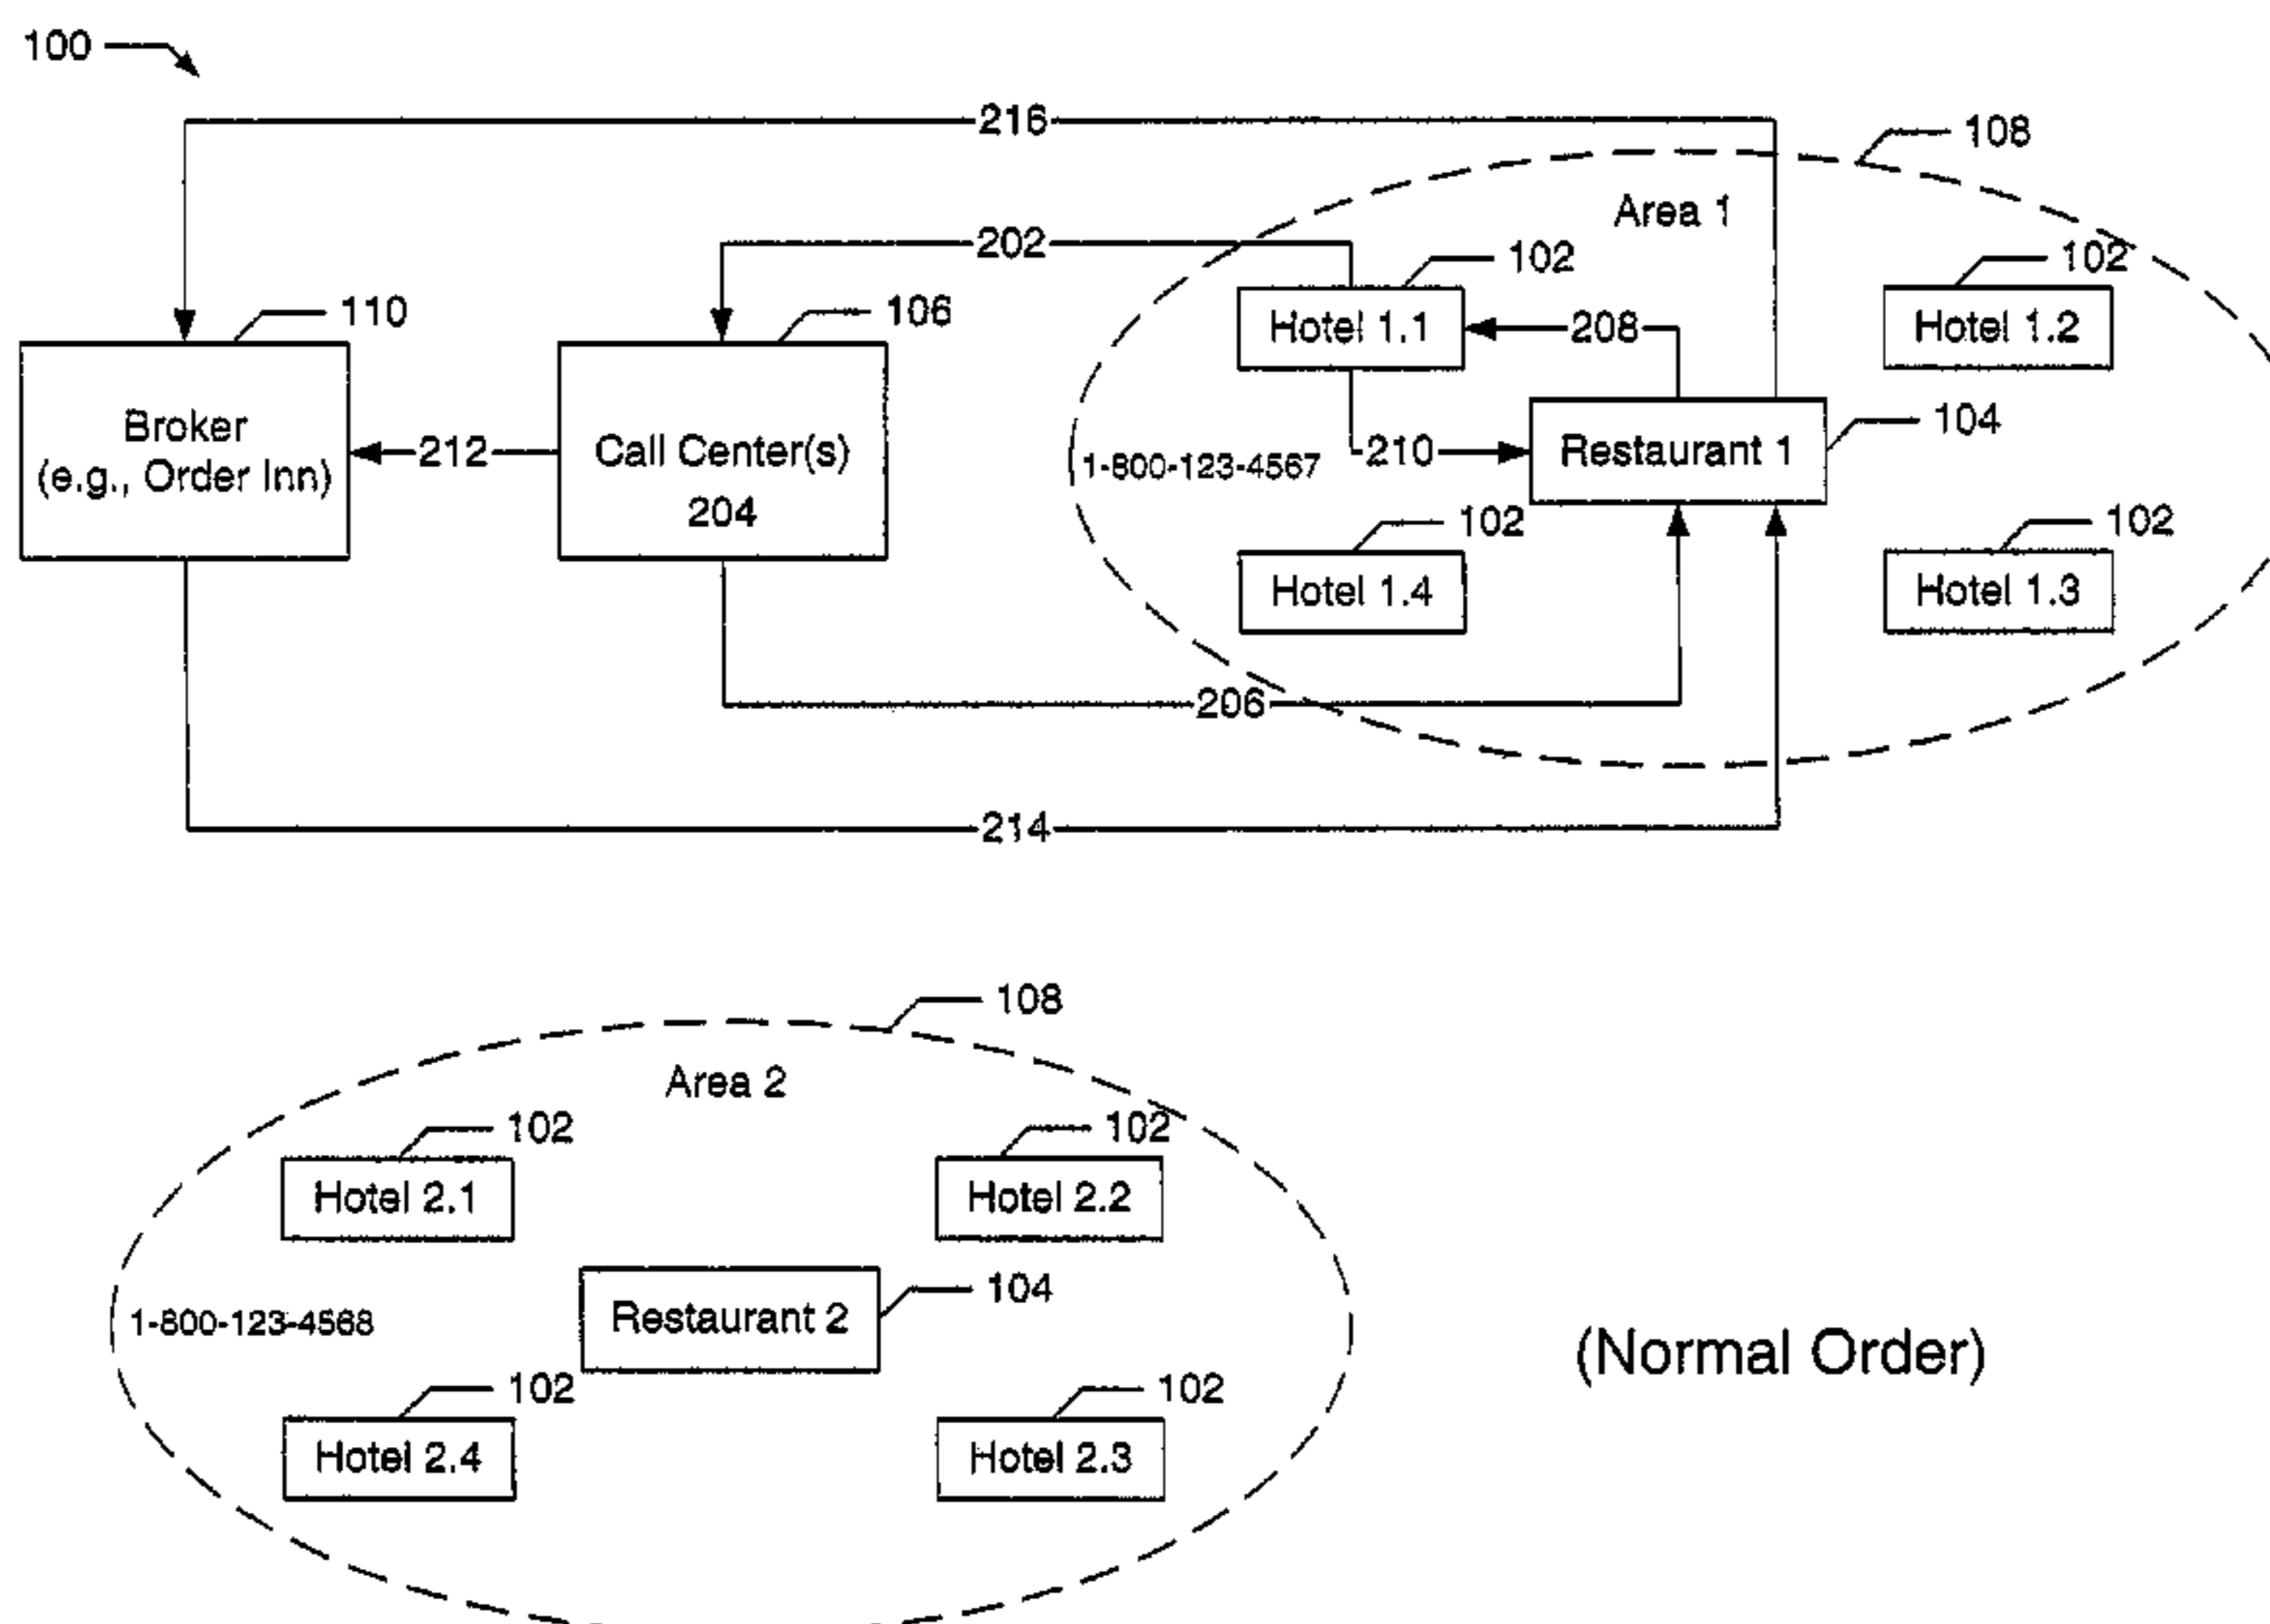 100
216
108
Area 1
202
102
102
110
106
Hotel 1.1
208
Hotel 1.2
Broker
(e.g., Order Inn)
212
Call Center(s)
204
1-800-123-4567
210
Restaurant 1
104
102
102
Hotel 1.4
Hotel 1.3
206
214
108
Area 2
102
102
Hotel 2.1
Hotel 2.2
104
1-800-123-4568
Restaurant 2
(Normal Order)
102
102
Hotel 2.4
Hotel 2.3